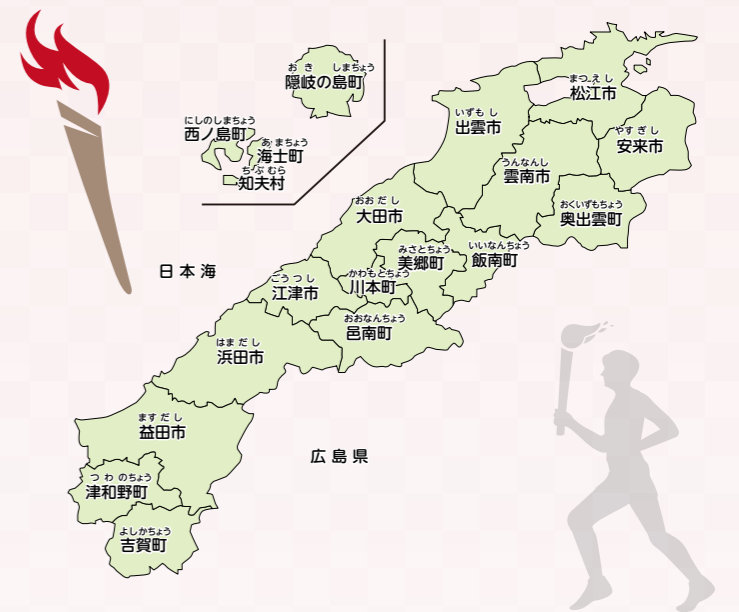 おき　しまちょう
隠岐の島町
にしのしまちょう
西ノ島町
あまちょう
海士町
ちぶむら
知夫村
まつえし
松江市
いずもし
出雲市
やすぎし
安来市
うんなんし
雲南市
おくいずもちょう
奥出雲町
おおだし
大田市
いいなんちょう
飯南町
みさとちょう
美郷町
かわもとちょう
川本町
ごうつし
江津市
おおなんちょう
邑南町
はまだし
浜田市
ますだし
益田市
つわのちょう
津和野町
よしかちょう
吉賀町
日本海
広島県